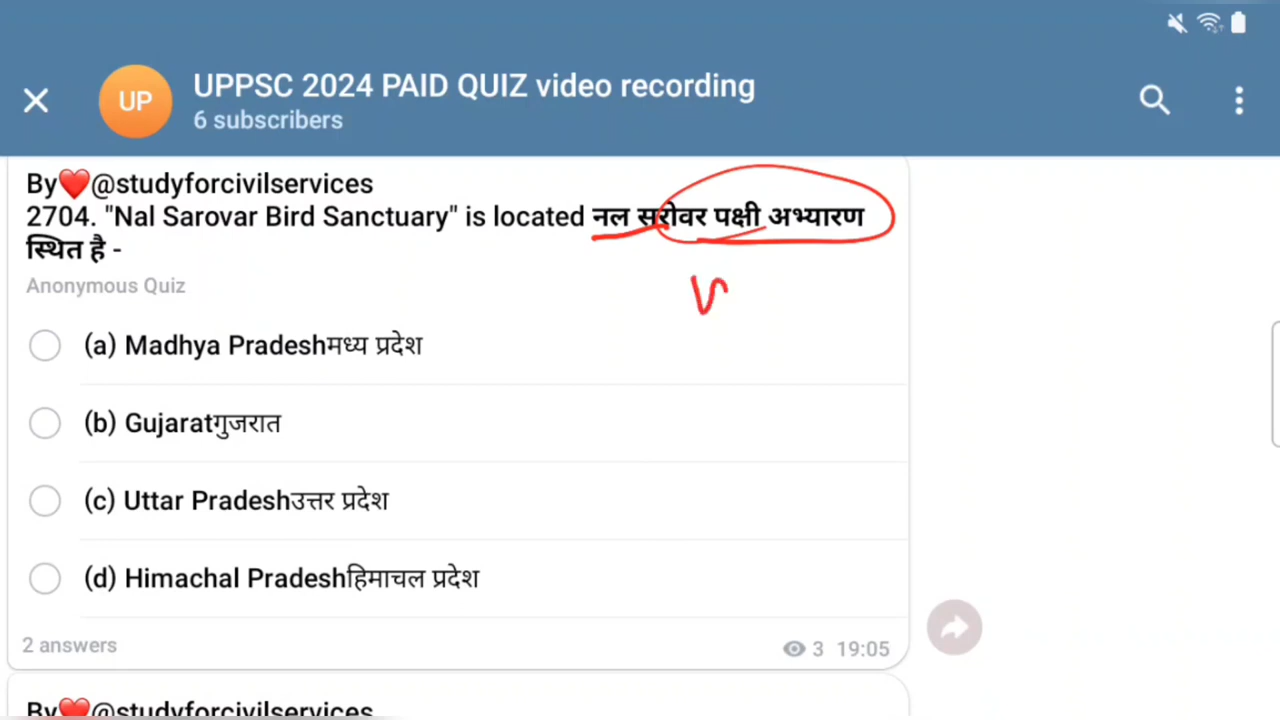 UP
UPPSC 2024 PAID QUIZ video recording
6 subscribers
By❤️@studyforcivilservices
2704. "Nal Sarovar Bird Sanctuary" is located नल सरोवर पक्षी अभ्यारण
स्थित है -
Anonymous Quiz
(a) Madhya Pradeshमध्य प्रदेश
(b) Gujaratगुजरात
(c) Uttar Pradeshउत्तर प्रदेश
(d) Himachal Pradeshहिमाचल प्रदेश
2 answers
3 19:05
By❤️@studyforcivilservices